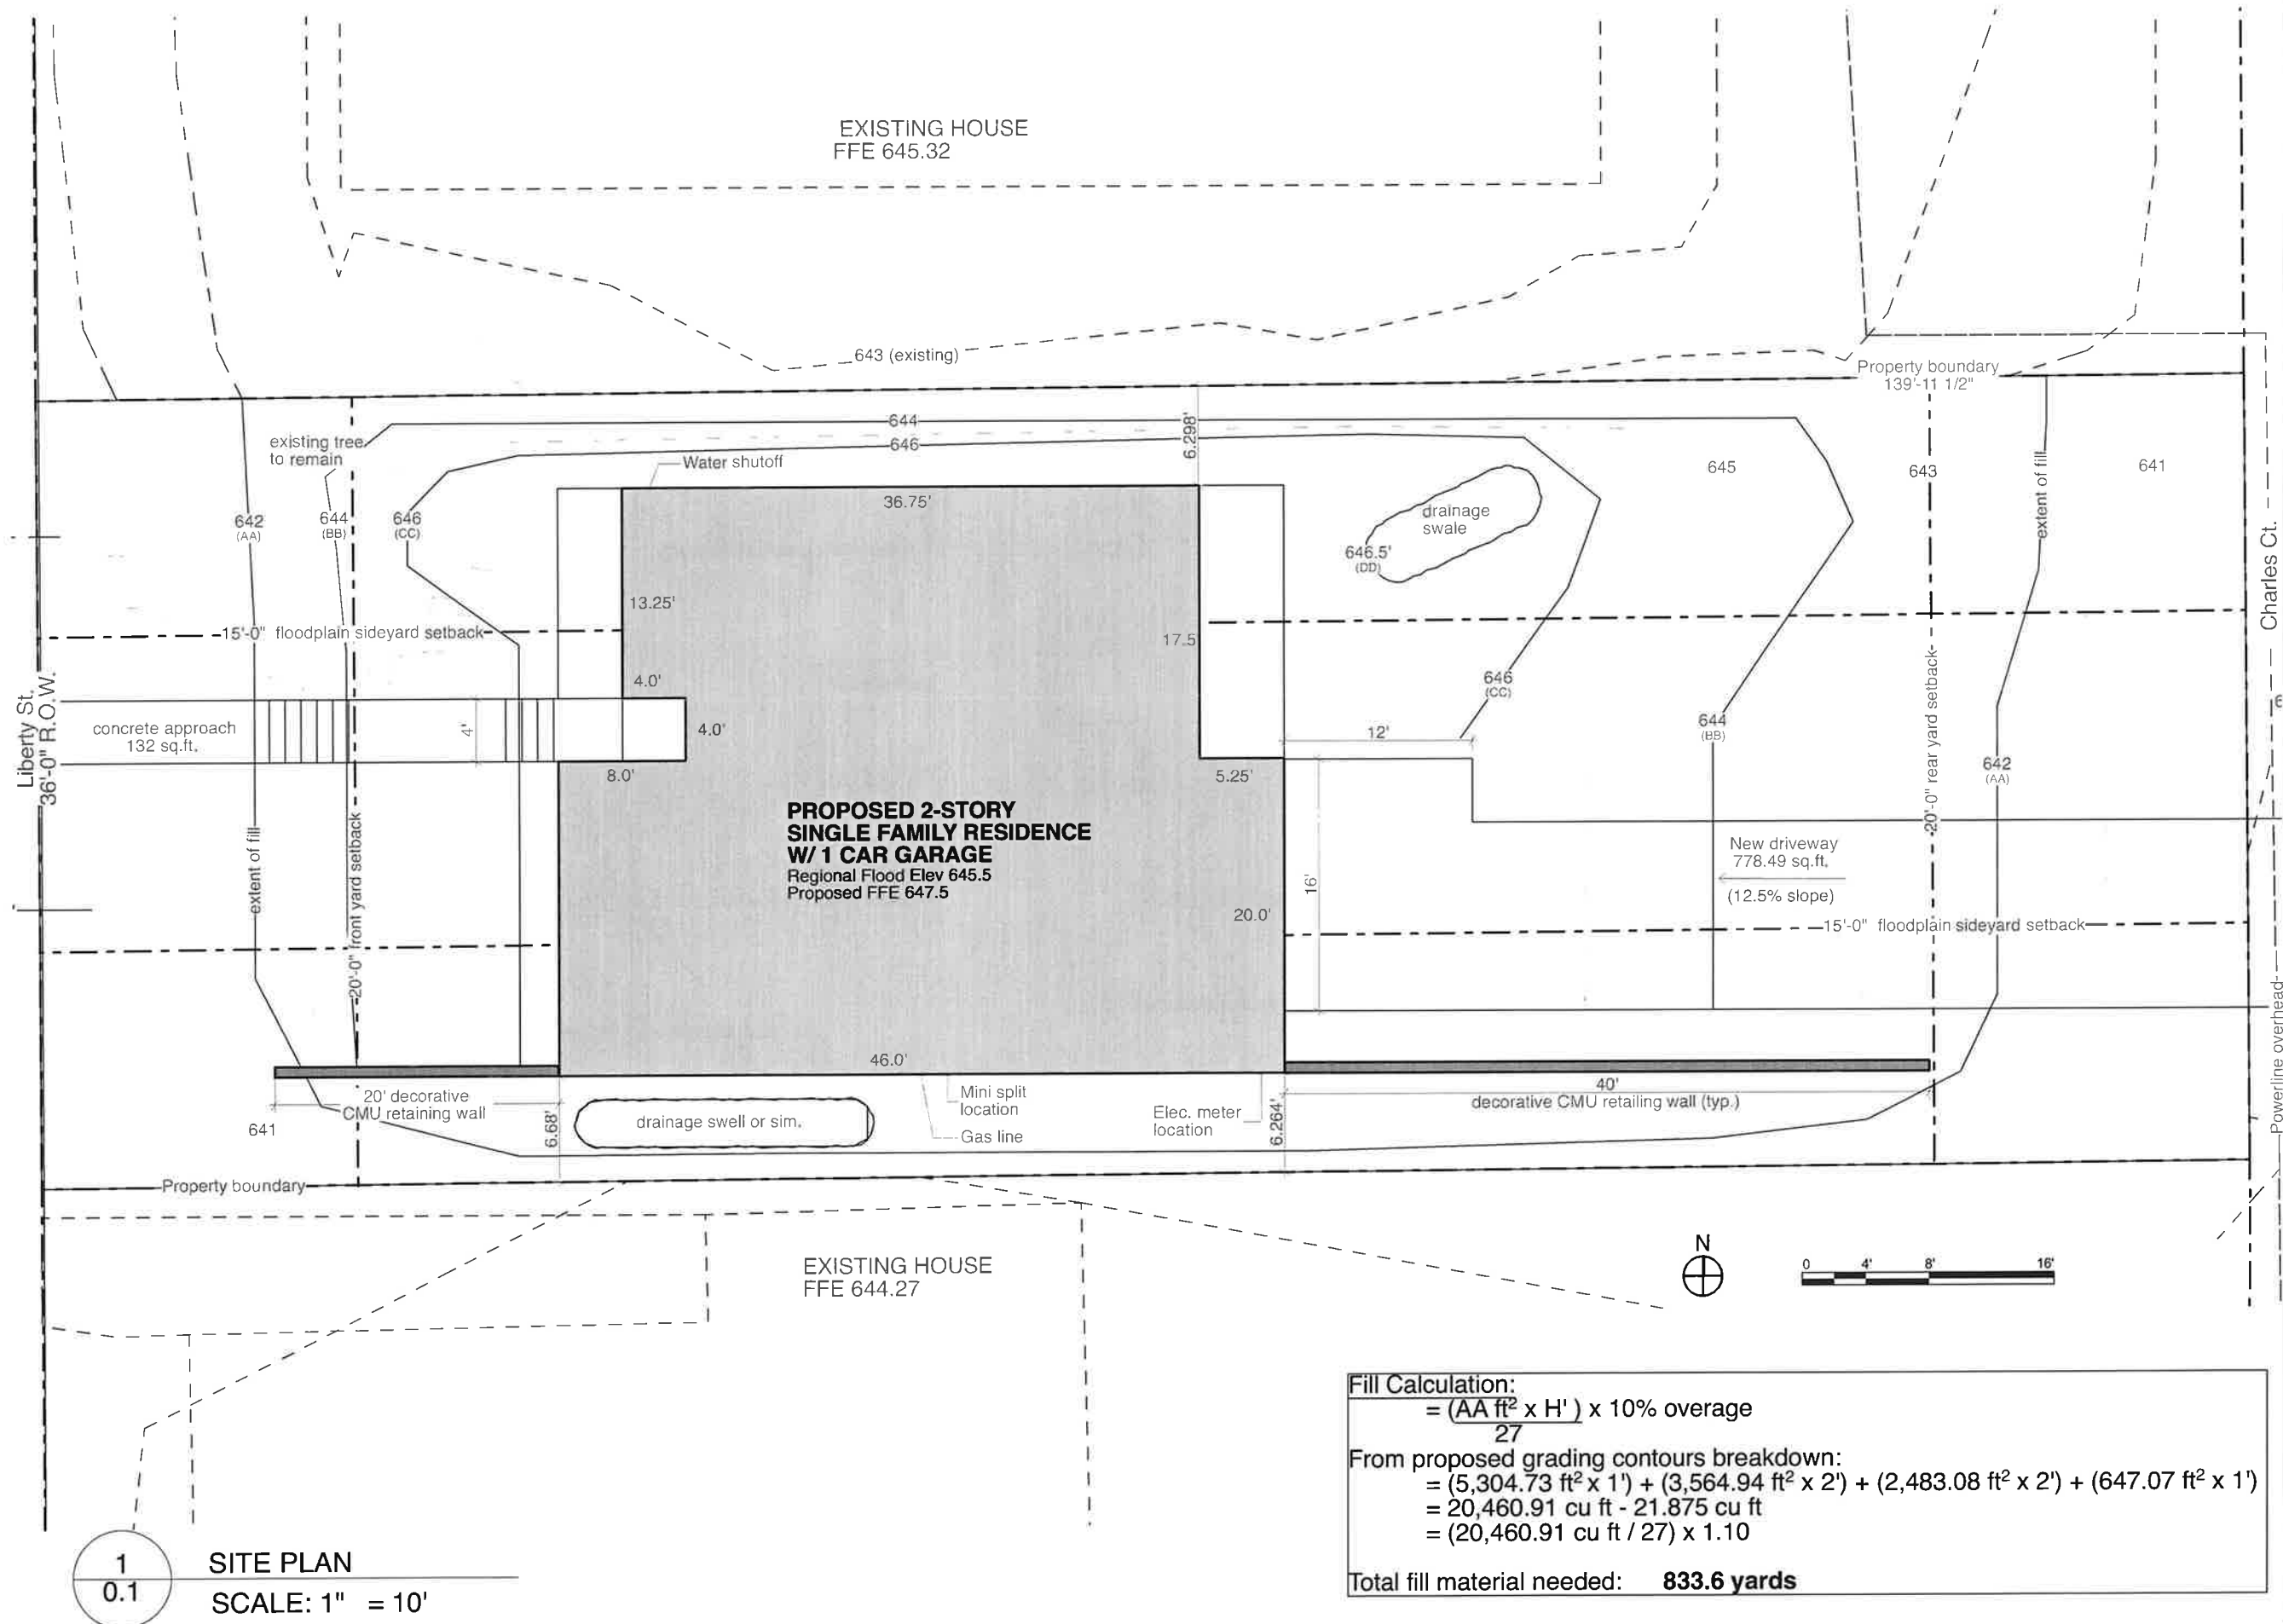 EXISTING HOUSE
FFE 645.32
643 (existing)
Property boundary
139'-11 1/2"
existing tree
to remain
644
646
6.298'
Water shutoff
36.75'
642
(AA)
644
(BB)
646
(CC)
drainage
swale
646.5'
(DD)
645
643
extent of fill
641
Charles Ct.
13.25'
15'-0" floodplain sideyard setback
17.5
4.0'
Liberty St.
36'-0" R.O.W.
concrete approach
132 sq.ft.
4'
4.0'
8.0'
5.25'
12'
646
(CC)
644
(BB)
20'-0" rear yard setback
642
(AA)
extent of fill
20'-0" front yard setback
PROPOSED 2-STORY
SINGLE FAMILY RESIDENCE
W/ 1 CAR GARAGE
Regional Flood Elev 645.5
Proposed FFE 647.5
20.0'
16'
New driveway
778.49 sq.ft.
(12.5% slope)
15'-0" floodplain sideyard setback
Powerline overhead
46.0'
20' decorative
CMU retaining wall
641
6.68'
drainage swell or sim.
Mini split
location
Gas line
Elec. meter
location
6.264'
40'
decorative CMU retailing wall (typ.)
Property boundary
EXISTING HOUSE
FFE 644.27
N
0 4' 8' 16'
Fill Calculation:
= (AA ft² x H') x 10% overage
27
From proposed grading contours breakdown:
= (5,304.73 ft² x 1') + (3,564.94 ft² x 2') + (2,483.08 ft² x 2') + (647.07 ft² x 1')
= 20,460.91 cu ft - 21.875 cu ft
= (20,460.91 cu ft / 27) x 1.10
Total fill material needed: 833.6 yards
1
0.1
SITE PLAN
SCALE: 1" = 10'